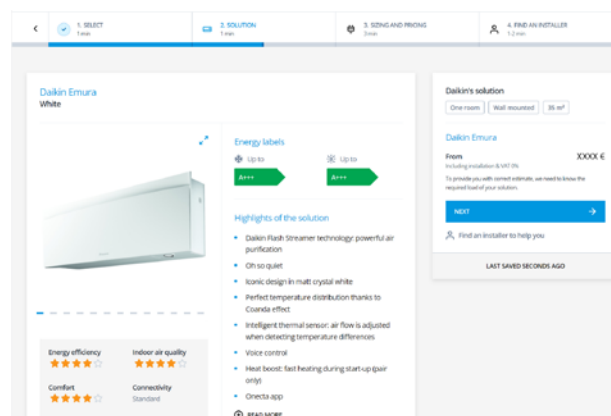 1. SELECT
1 min
2. SOLUTION
1 min
3. SIZING AND PRICING
3 min
4. FIND AN INSTALLER
1-2 min
Daikin Emura
White
Energy labels
Up to
Up to
A+++
A+++
Highlights of the solution
Daikin Flash Streamer technology: powerful air
purification
Oh so quiet
Iconic design in matt crystal white
Perfect temperature distribution thanks to
Coanda effect
Intelligent thermal sensor: air flow is adjusted
when detecting temperature differences
Voice control
Heat boost: fast heating during start-up (pair
only)
Onecta app
READ MORE
Energy efficiency
Indoor air quality
Comfort
Connectivity
Standard
Daikin's solution
One room
Wall mounted
35 m²
Daikin Emura
From
XXXX €
Including installation & VAT 0%
To provide you with correct estimate, we need to know the
required load of your solution.
NEXT
Find an installer to help you
LAST SAVED SECONDS AGO